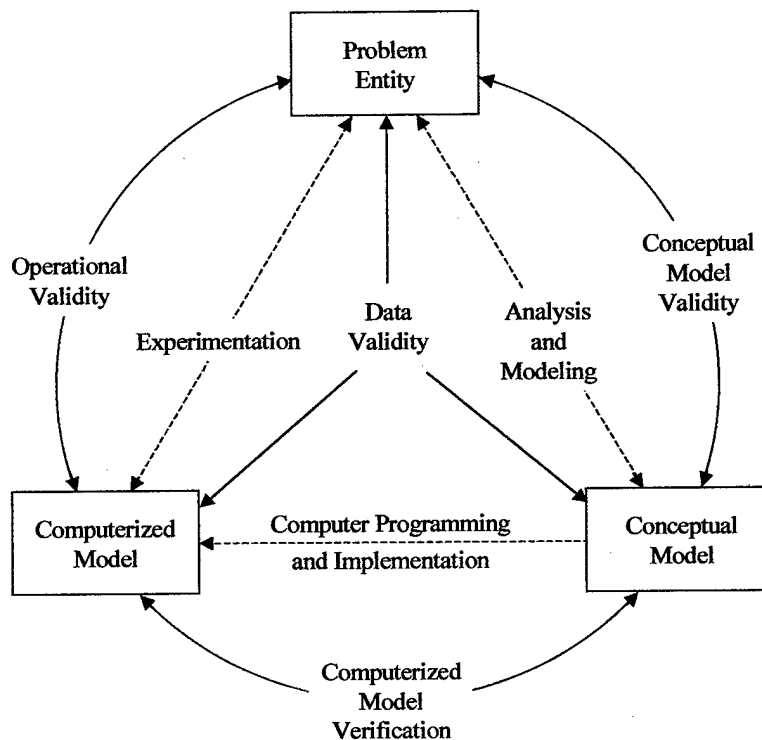 Problem
Entity
Operational
Validity
Conceptual
Model
Validity
Experimentation
Data
Validity
Analysis
and
Modeling
Computerized
Model
Computer Programming
and Implementation
Conceptual
Model
Computerized
Model
Verification